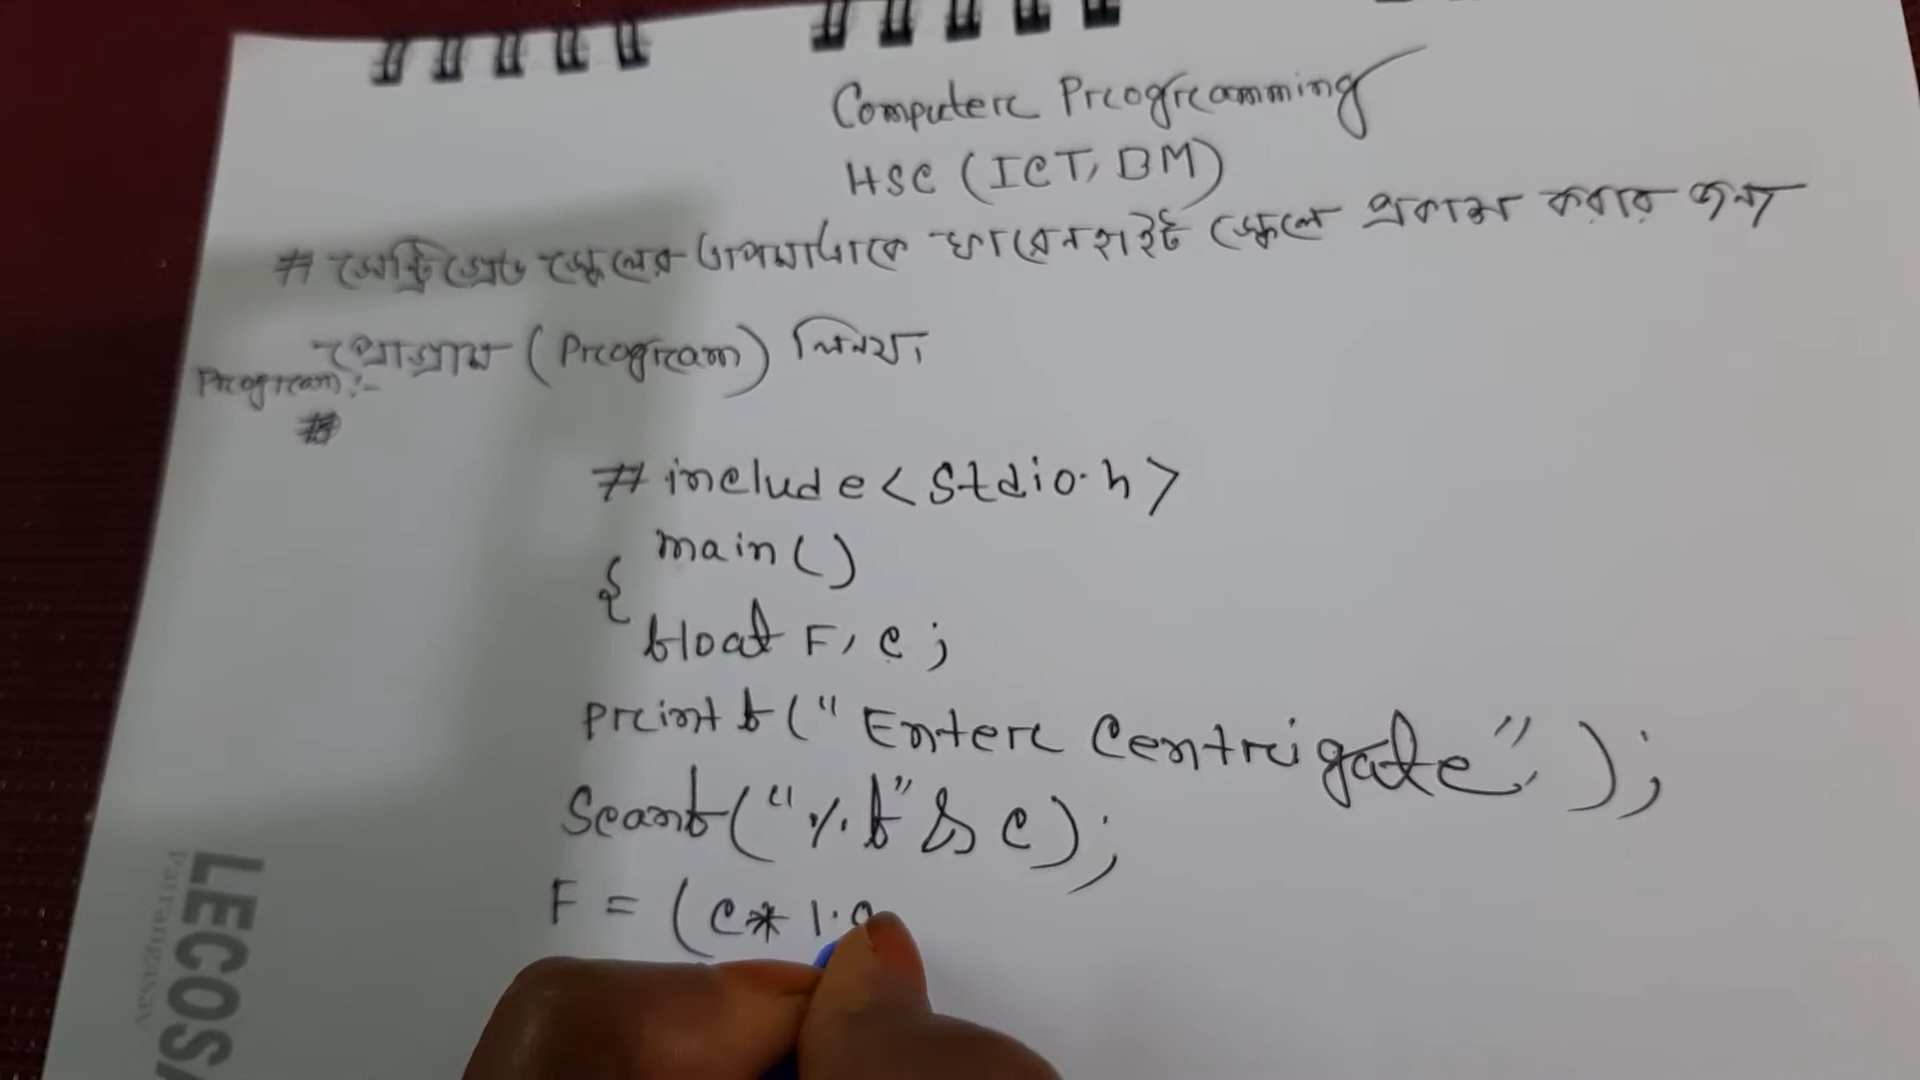 Computer Programming
HSC (ICT, BM)
# সেন্ট্রিগ্রেড স্কেলের তাপমাত্রাকে ফারেনহাইট স্কেলে প্রকাশ করার জন্য
প্রোগ্রাম (Program) লিখ।
Program:-
#include<stdio.h>
main()
{
float F, c;
printf("Enter Centrigate");
Scanf("%f"&c);
F = (c*1.
LECOS